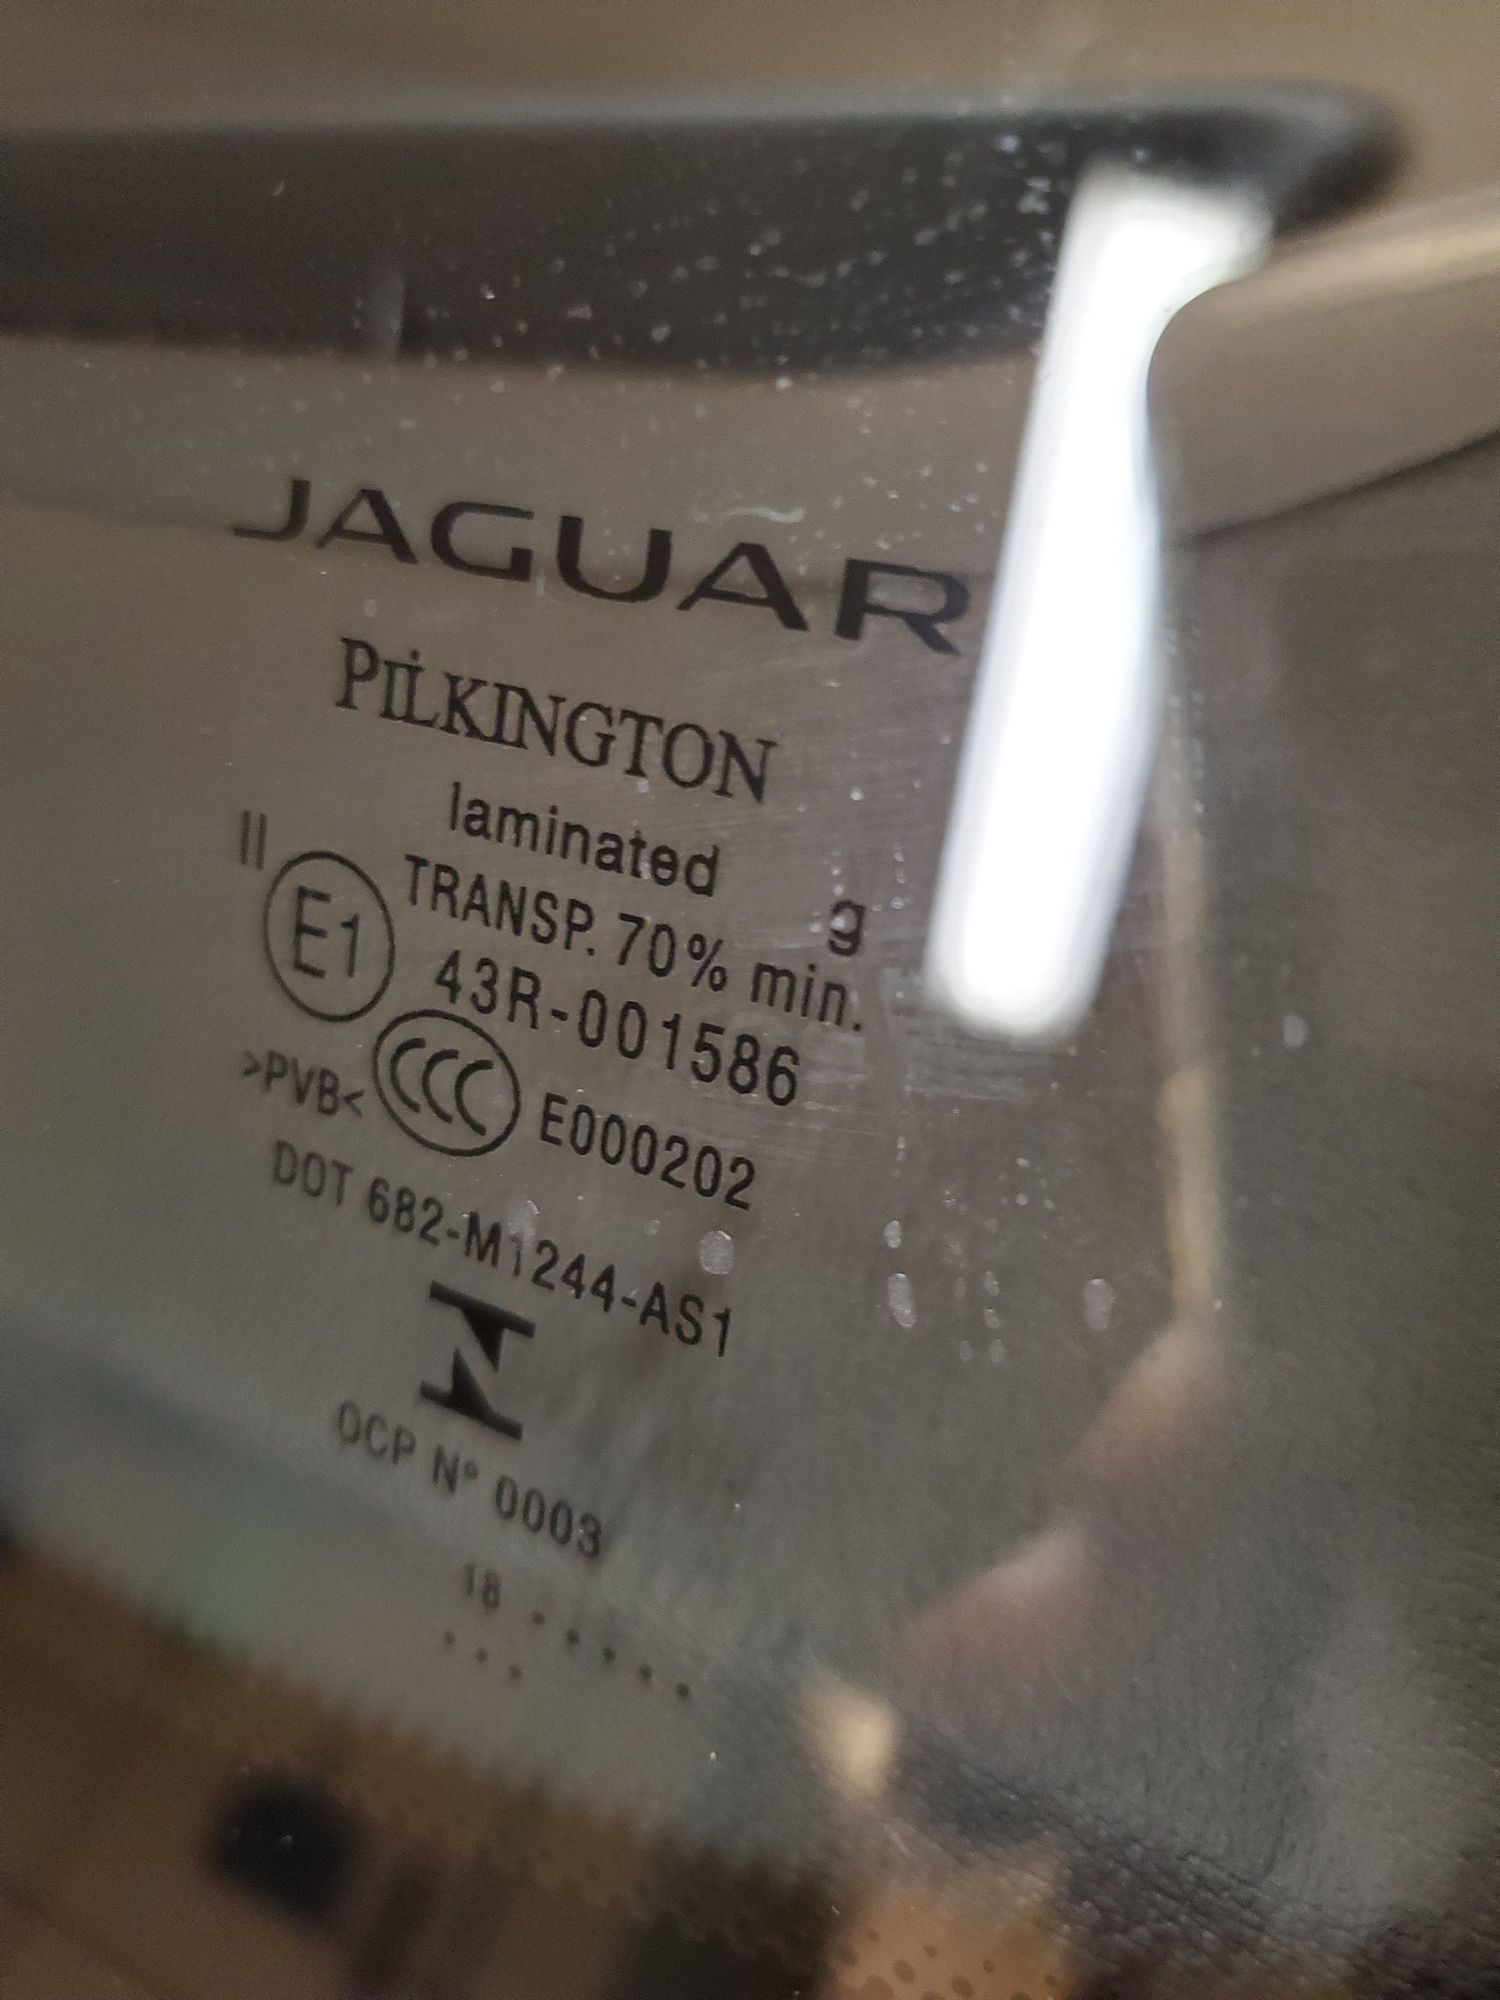 JAGUAR
PILKINGTON
laminated
II
g
E1
TRANSP. 70% min.
43R-001586
>PVB<
CCC
E000202
DOT 682-M1244-AS1
OCP N° 0003
18 . . . . .
. . .